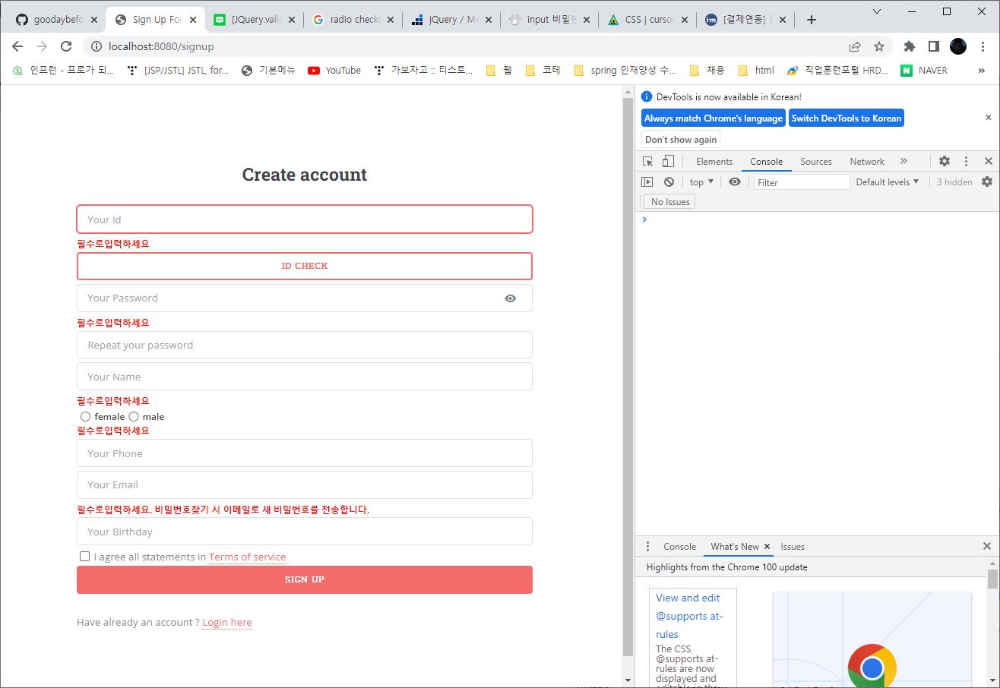 goodaybefo
Sign Up For
[JQuery.valid
radio checkb
jQuery / Me
input 비밀번
CSS | cursor
[결제연동]
localhost:8080/signup
인프런 - 프로가 되...
[JSP/JSTL] JSTL, for...
기본메뉴
YouTube
가보자고 :: 티스토...
웹
코테
spring 인재양성 수...
채용
html
직업훈련포털 HRD...
NAVER
Create account
Your Id
필수로입력하세요
ID CHECK
Your Password
필수로입력하세요
Repeat your password
Your Name
필수로입력하세요
female male
필수로입력하세요
Your Phone
Your Email
필수로입력하세요. 비밀번호찾기 시 이메일로 새 비밀번호를 전송합니다.
Your Birthday
I agree all statements in Terms of service
SIGN UP
Have already an account ? Login here
DevTools is now available in Korean!
Always match Chrome's language Switch DevTools to Korean
Don't show again
Elements Console Sources Network
top Filter Default levels 3 hidden
No Issues
Console What's New Issues
Highlights from the Chrome 100 update
View and edit
@supports at-
rules
The CSS
@supports at-
rules are now
displayed and
editable in the